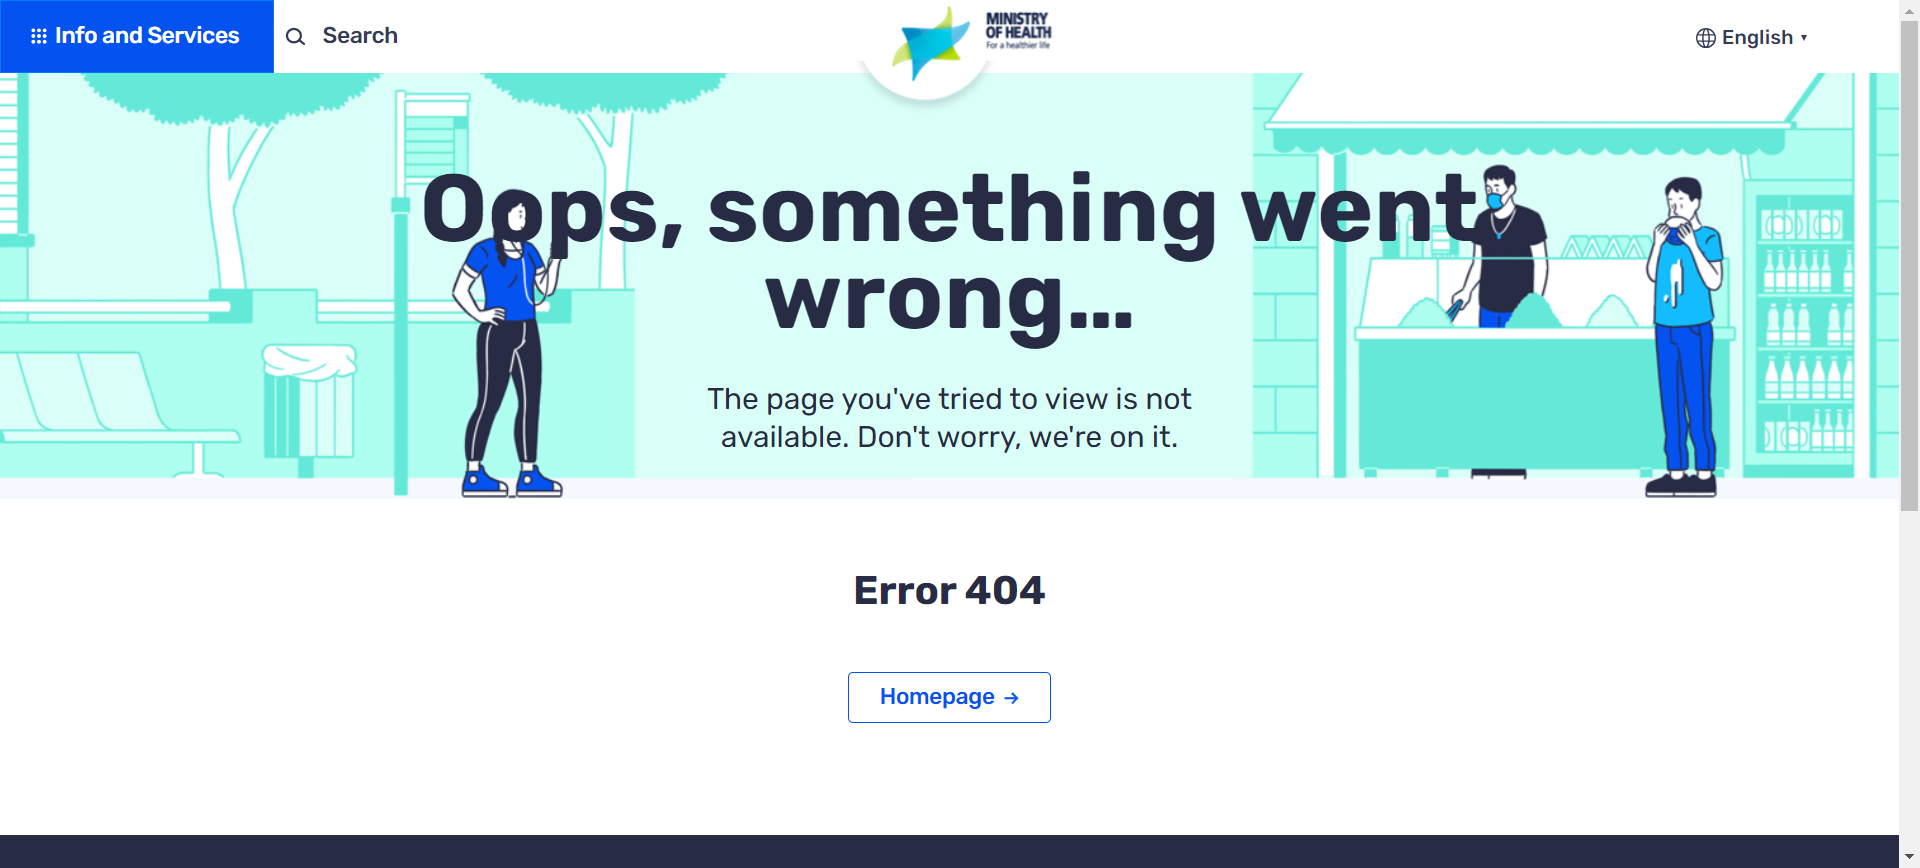 Info and Services
Search
MINISTRY
OF HEALTH
For a healthier life
English
Oops, something went
wrong...
The page you've tried to view is not
available. Don't worry, we're on it.
Error 404
Homepage →